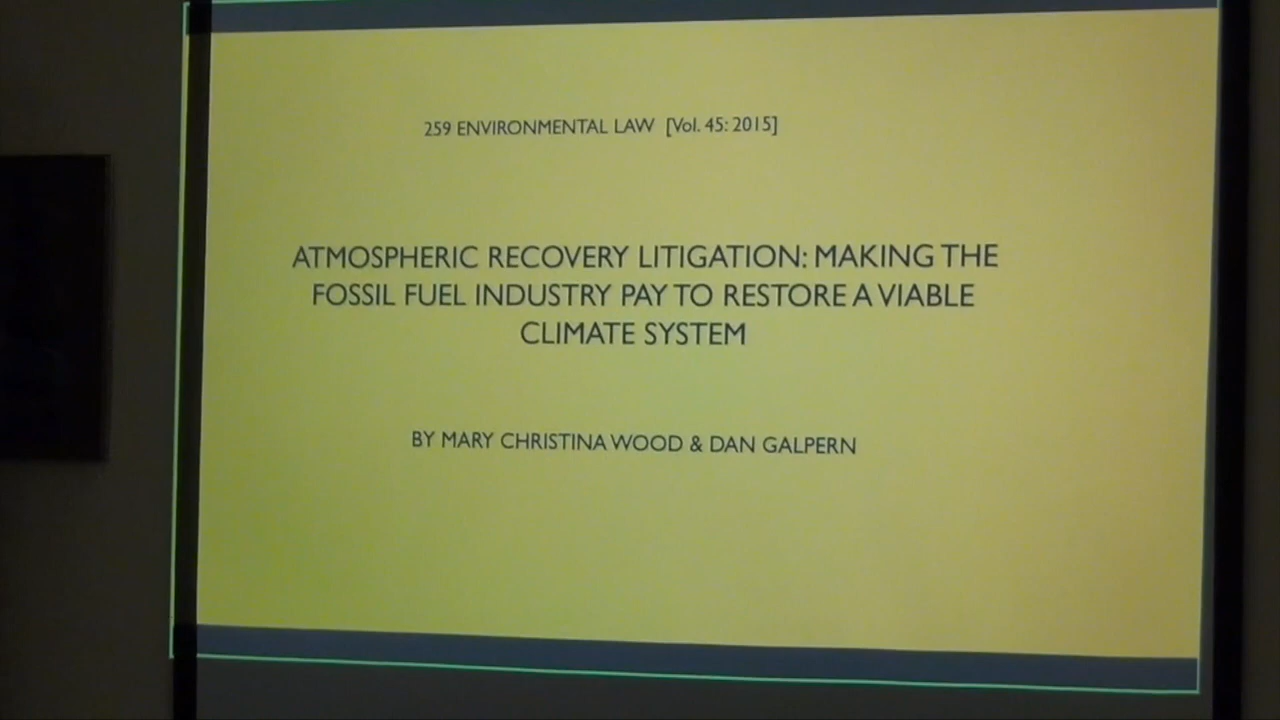 259 ENVIRONMENTAL LAW [Vol. 45: 2015]
ATMOSPHERIC RECOVERY LITIGATION: MAKING THE
FOSSIL FUEL INDUSTRY PAY TO RESTORE A VIABLE
CLIMATE SYSTEM
BY MARY CHRISTINA WOOD & DAN GALPERN